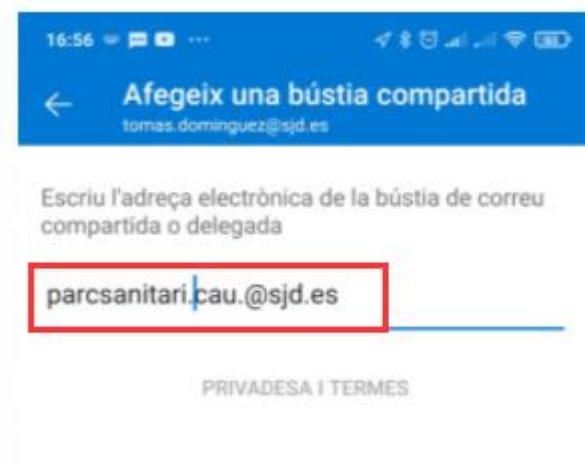 16:56 ...
Afegeix una bústia compartida
tomas.dominguez@sjd.es
Escriu l'adreça electrònica de la bústia de correu
compartida o delegada
parcsanitari.cau.@sjd.es
PRIVADESA I TERMES